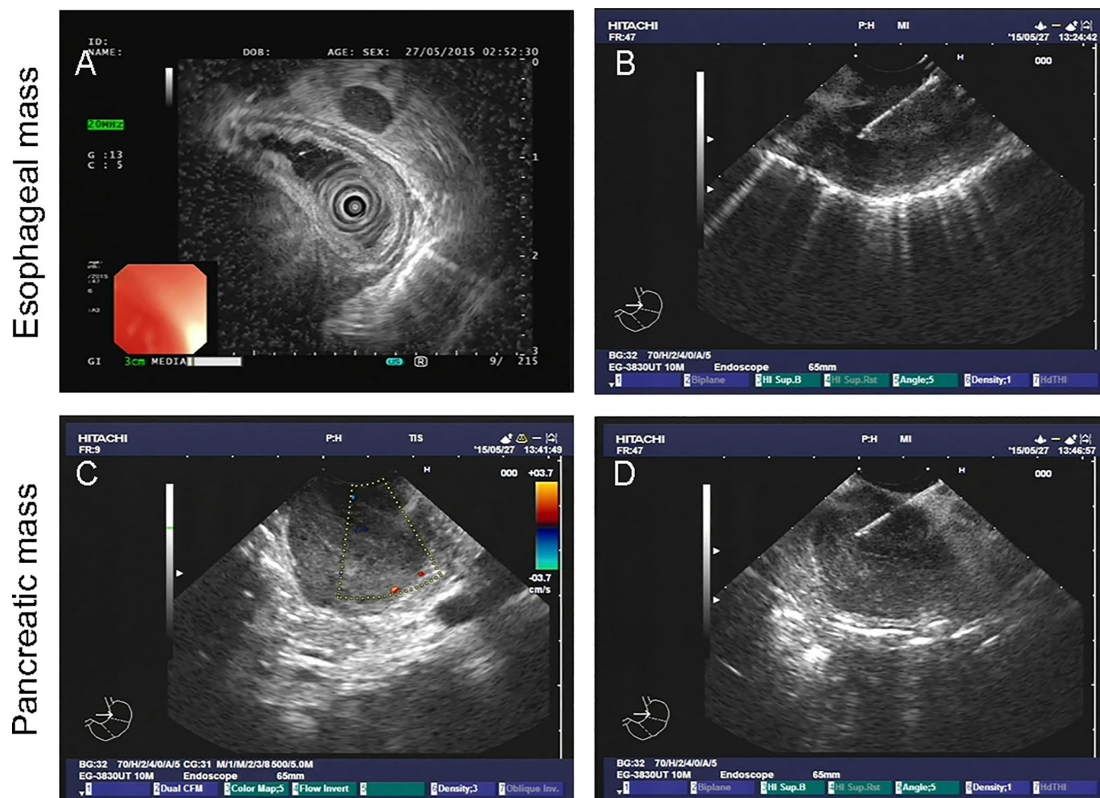 Esophageal mass
A
ID:
NAME: DOB: AGE: SEX: 27/05/2015 02:52:30
0
20MHz
G :13
C : 5
1
2
3
GI 3cm MEDIA R 9/ 215
B
HITACHI P:H MI
FR:47 '15/05/27 13:24:42
H 000
BG:32 70/H/2/4/0/A/5
EG-3830UT 10M Endoscope 65mm
1 2 Biplane 3 HI Sup.B 4 HI Sup.Rst 5 Angle;5 6 Density;1 7 HdTHI
Pancreatic mass
C
HITACHI P:H TIS
FR:9 '15/05/27 13:41:49
H 000 +03.7
-03.7
cm/s
BG:32 70/H/2/4/0/A/5 CG:31 M/1/M/2/3/8 500/5.0M
EG-3830UT 10M Endoscope 65mm
1 2 Dual CFM 3 Color Map;5 4 Flow Invert 5 6 Density;3 7 Oblique Inv.
D
HITACHI P:H MI
FR:47 '15/05/27 13:46:57
H 000
BG:32 70/H/2/4/0/A/5
EG-3830UT 10M Endoscope 65mm
1 2 Biplane 3 HI Sup.B 4 HI Sup.Rst 5 Angle;5 6 Density;1 7 HdTHI